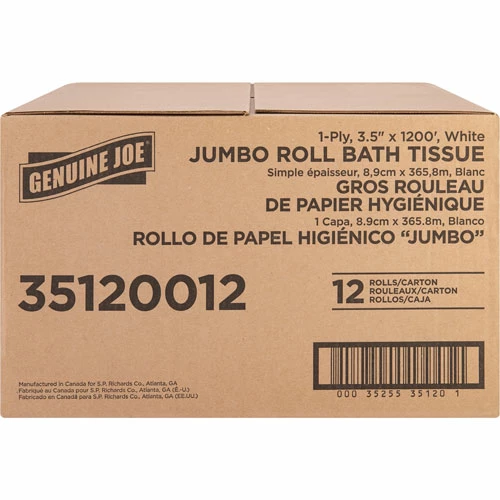 GENUINE JOE
1-Ply, 3.5" x 1200', White
JUMBO ROLL BATH TISSUE
Simple épaisseur, 8,9cm x 365,8m, Blanc
GROS ROULEAU
DE PAPIER HYGIÉNIQUE
1 Capa, 8.9cm x 365.8m, Blanco
ROLLO DE PAPEL HIGIÉNICO “JUMBO”
35120012
12 ROLLS/CARTON
ROULEAUX/CARTON
ROLLOS/CAJA
Manufactured in Canada for S.P. Richards Co., Atlanta, GA
Fabriqué au Canada pour S.P. Richards Co., Atlanta, GA (É.-U.)
Fabricado en Canadá para S.P. Richards Co., Atlanta, GA (EE.UU.)
000 35255 35120 1